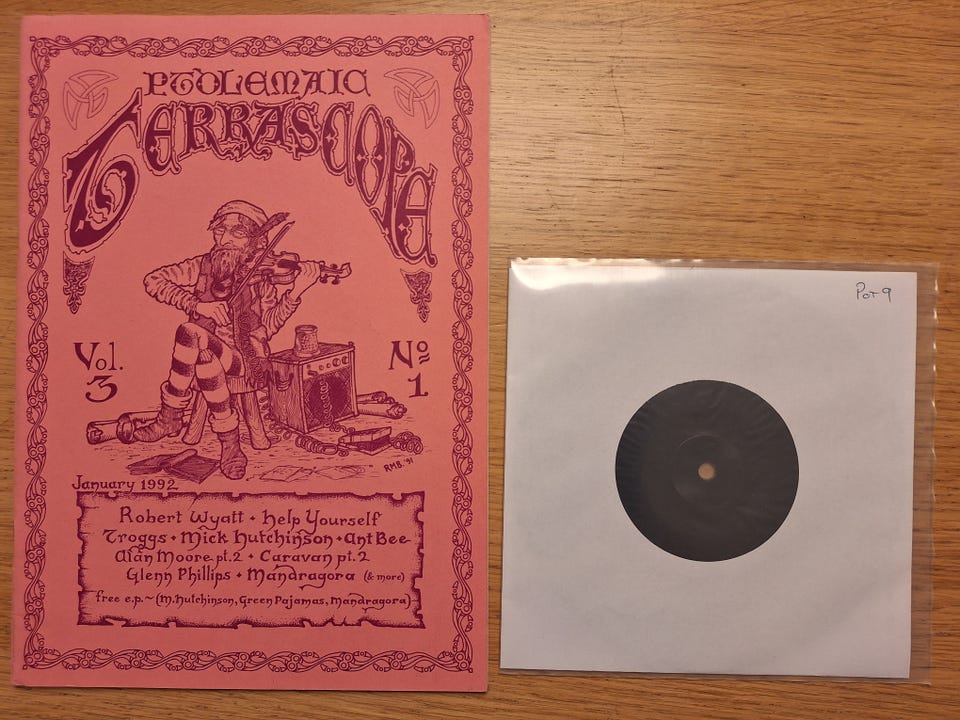 PTOLEMAIC
TERRASCOPE
Vol.
3
No
1
RMB.'91
January 1992
Robert Wyatt • Help Yourself
Troggs • Mick Hutchinson • Ant Bee
Alan Moore pt.2 • Caravan pt.2
Glenn Phillips • Mandragora (& more)
free e.p. ~ (M. Hutchinson, Green Pajamas, Mandragora)
Pot 9